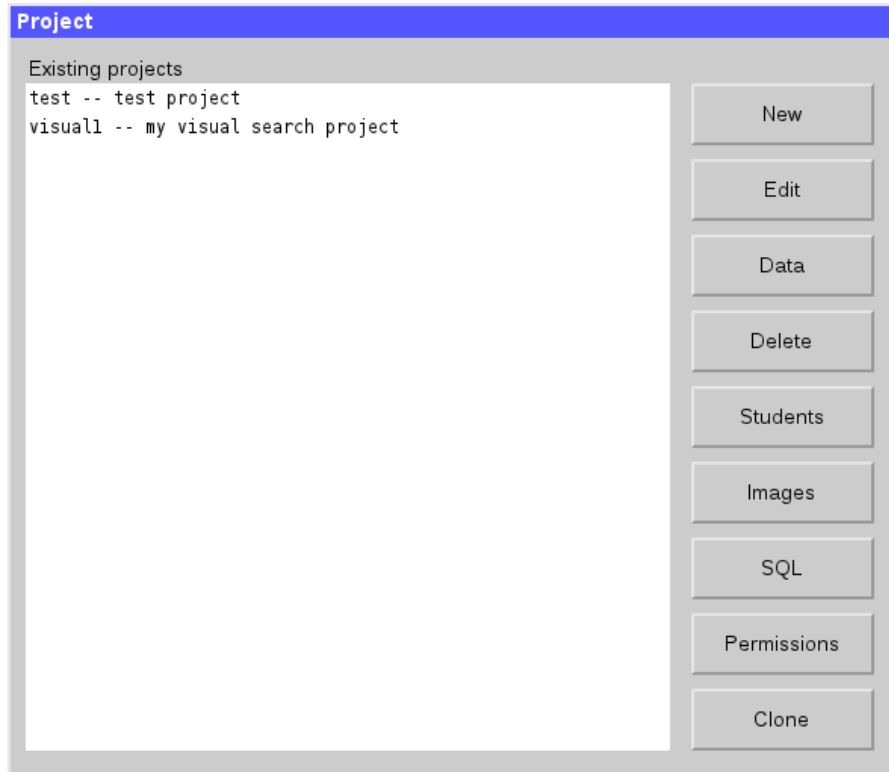 Project
Existing projects
test -- test project
visual1 -- my visual search project
New
Edit
Data
Delete
Students
Images
SQL
Permissions
Clone